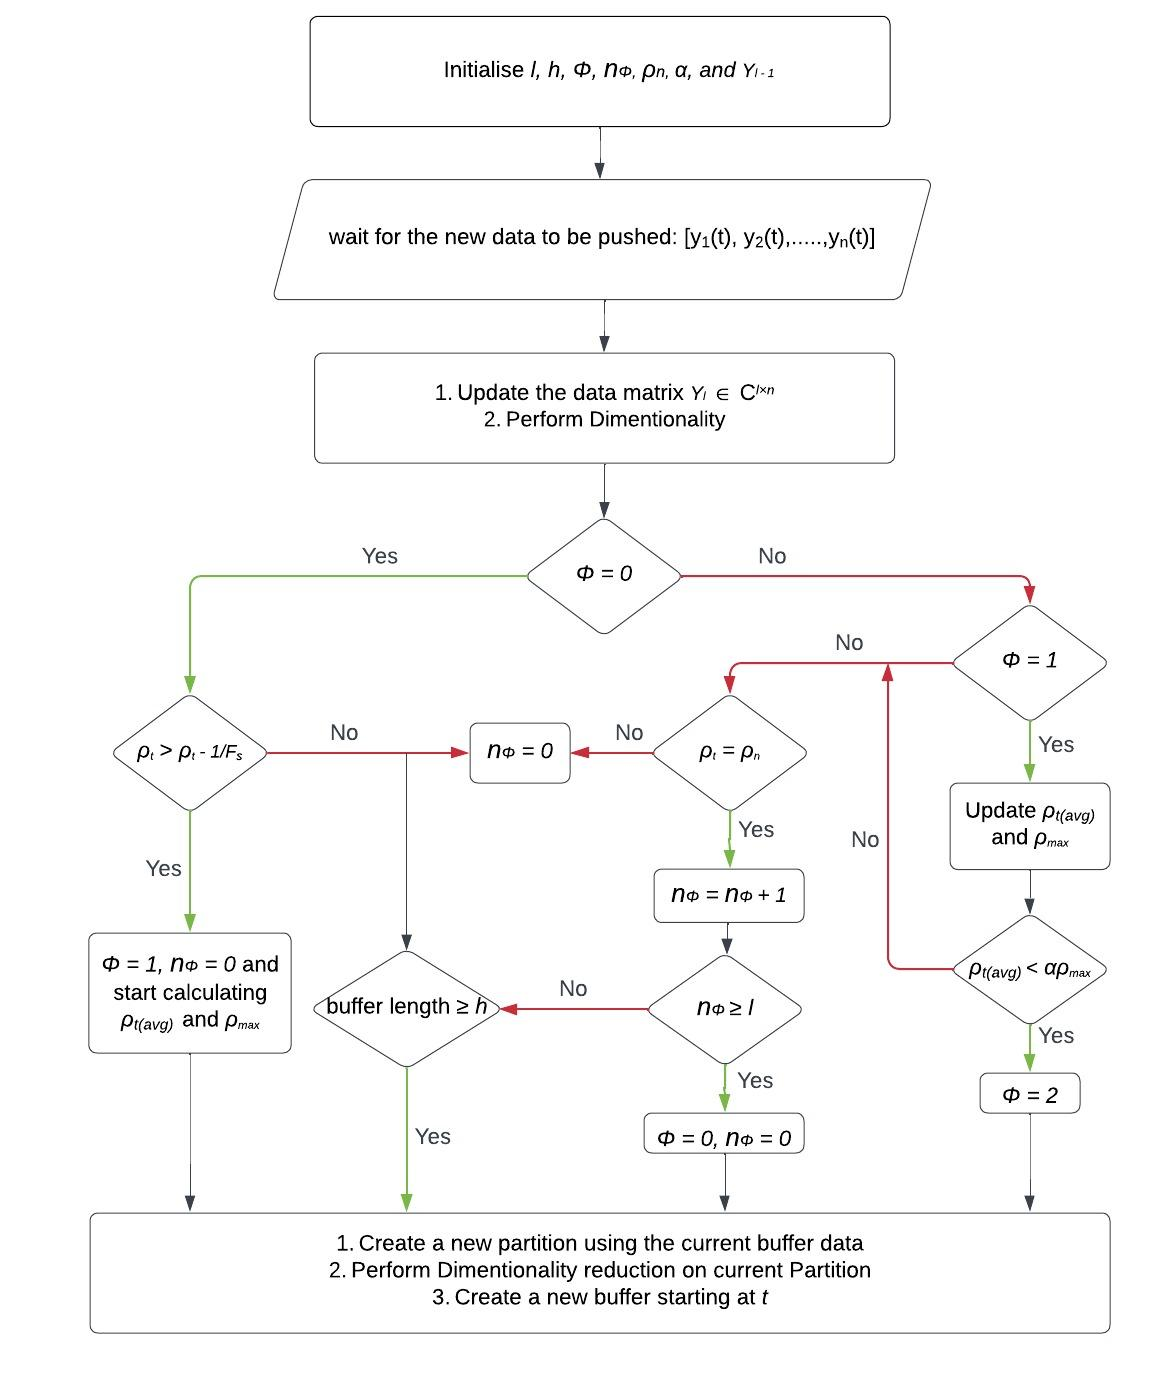 Initialise l, h, Φ, nΦ, ρn, α, and Yl - 1
wait for the new data to be pushed: [y1(t), y2(t),.....,yn(t)]
1. Update the data matrix Yl ∈ Cl×n
2. Perform Dimentionality
Φ = 0
Yes
No
Φ = 1
No
Yes
ρt > ρt - 1/Fs
No
nΦ = 0
No
ρt = ρn
Update ρt(avg)
and ρmax
Yes
Yes
No
nΦ = nΦ + 1
Φ = 1, nΦ = 0 and
start calculating
ρt(avg) and ρmax
buffer length ≥ h
No
nΦ ≥ l
ρt(avg) < αρmax
Yes
Yes
Yes
Φ = 0, nΦ = 0
Φ = 2
1. Create a new partition using the current buffer data
2. Perform Dimentionality reduction on current Partition
3. Create a new buffer starting at t